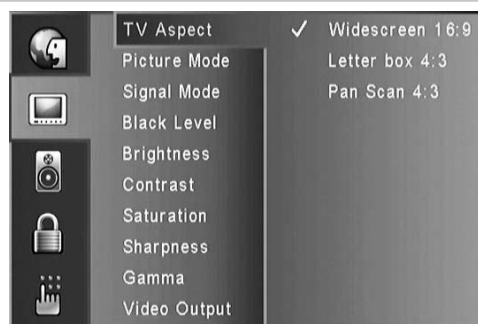 TV Aspect ✓ Widescreen 16:9
Picture Mode Letter box 4:3
Signal Mode Pan Scan 4:3
Black Level
Brightness
Contrast
Saturation
Sharpness
Gamma
Video Output